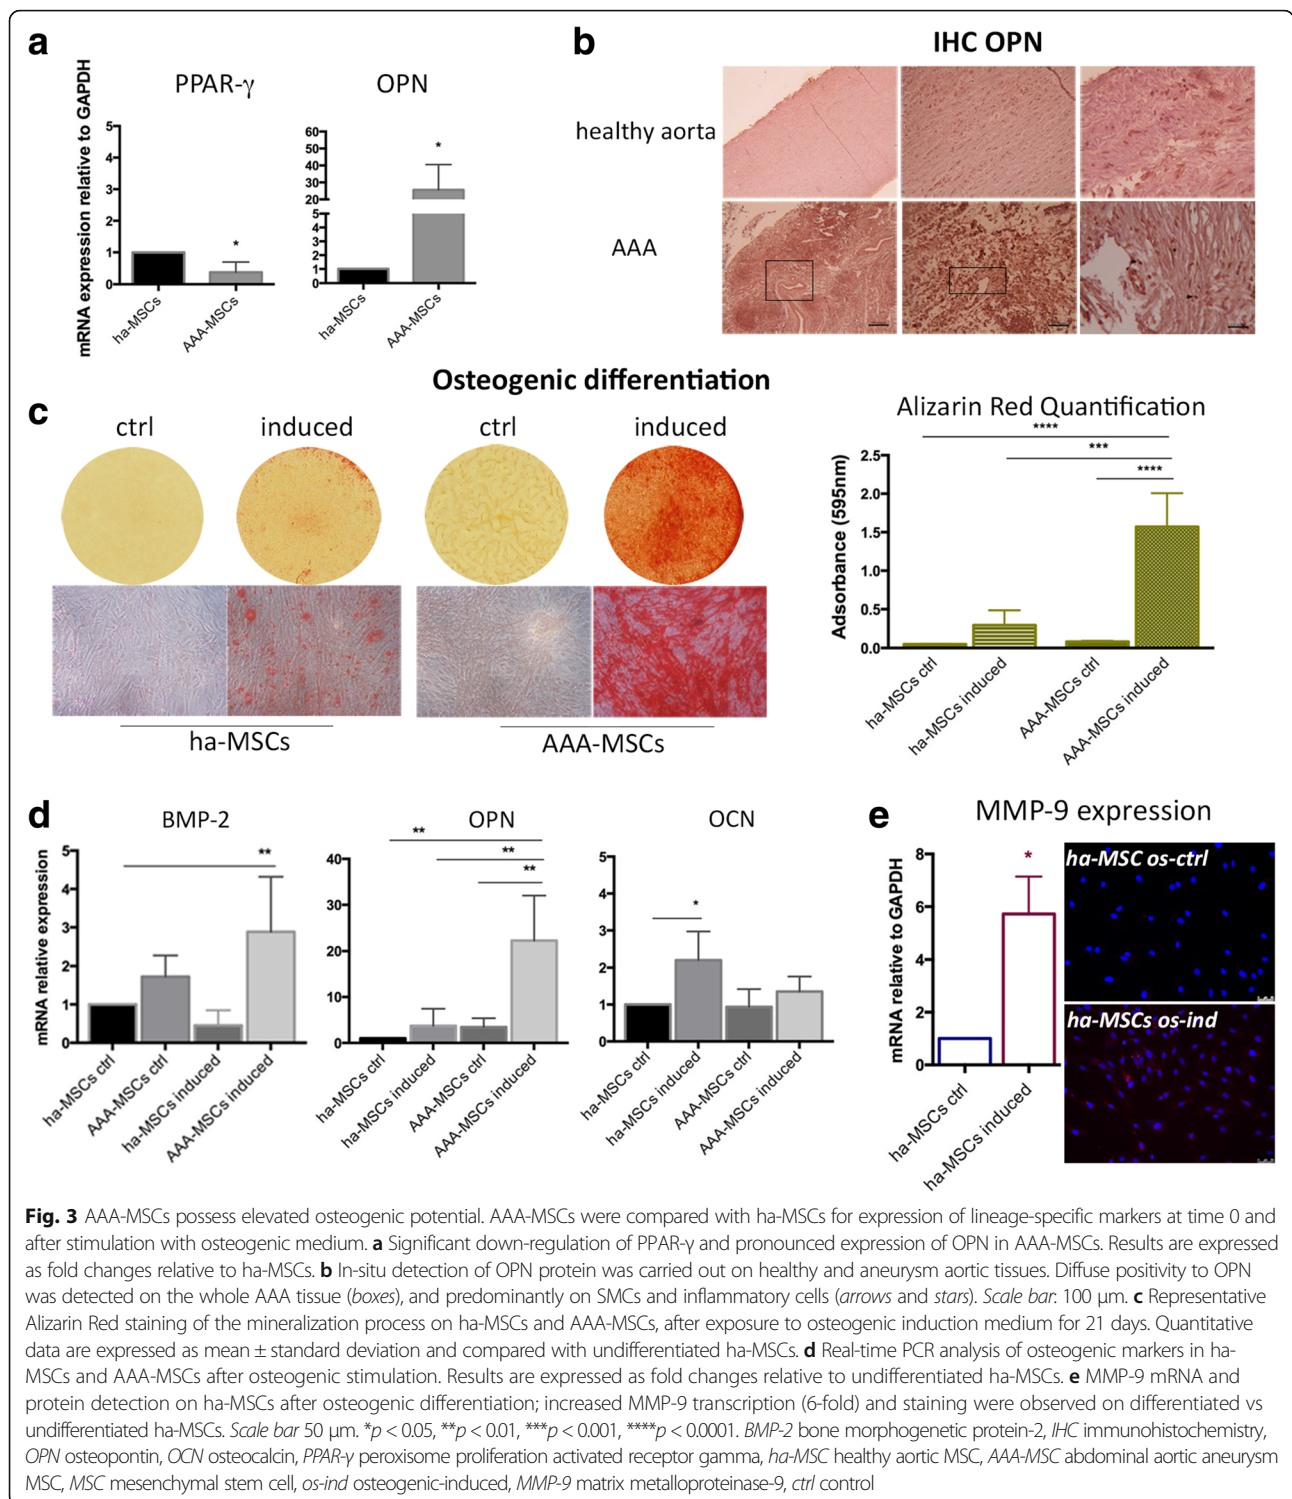 a
PPAR-γ
OPN
mRNA expression relative to GAPDH
5
4
3
2
1
0
ha-MSCs
AAA-MSCs
*
60
50
40
30
20
5
4
3
2
1
0
ha-MSCs
AAA-MSCs
*
b
IHC OPN
healthy aorta
AAA
Osteogenic differentiation
c
ctrl
induced
ctrl
induced
ha-MSCs
AAA-MSCs
Alizarin Red Quantification
****
***
****
Adsorbance (595nm)
2.5
2.0
1.5
1.0
0.5
0.0
ha-MSCs ctrl
ha-MSCs induced
AAA-MSCs ctrl
AAA-MSCs induced
d
BMP-2
mRNA relative expression
5
4
3
2
1
0
**
ha-MSCs ctrl
AAA-MSCs ctrl
ha-MSCs induced
AAA-MSCs induced
OPN
40
30
20
10
0
**
**
**
ha-MSCs ctrl
ha-MSCs induced
AAA-MSCs ctrl
AAA-MSCs induced
OCN
5
4
3
2
1
0
*
ha-MSCs ctrl
ha-MSCs induced
AAA-MSCs ctrl
AAA-MSCs induced
e
MMP-9 expression
mRNA relative to GAPDH
8
6
4
2
0
*
ha-MSCs ctrl
ha-MSCs induced
ha-MSC os-ctrl
ha-MSCs os-ind
Fig. 3 AAA-MSCs possess elevated osteogenic potential. AAA-MSCs were compared with ha-MSCs for expression of lineage-specific markers at time 0 and
after stimulation with osteogenic medium. a Significant down-regulation of PPAR-γ and pronounced expression of OPN in AAA-MSCs. Results are expressed
as fold changes relative to ha-MSCs. b In-situ detection of OPN protein was carried out on healthy and aneurysm aortic tissues. Diffuse positivity to OPN
was detected on the whole AAA tissue (boxes), and predominantly on SMCs and inflammatory cells (arrows and stars). Scale bar: 100 μm. c Representative
Alizarin Red staining of the mineralization process on ha-MSCs and AAA-MSCs, after exposure to osteogenic induction medium for 21 days. Quantitative
data are expressed as mean ± standard deviation and compared with undifferentiated ha-MSCs. d Real-time PCR analysis of osteogenic markers in ha-
MSCs and AAA-MSCs after osteogenic stimulation. Results are expressed as fold changes relative to undifferentiated ha-MSCs. e MMP-9 mRNA and
protein detection on ha-MSCs after osteogenic differentiation; increased MMP-9 transcription (6-fold) and staining were observed on differentiated vs
undifferentiated ha-MSCs. Scale bar 50 μm. *p < 0.05, **p < 0.01, ***p < 0.001, ****p < 0.0001. BMP-2 bone morphogenetic protein-2, IHC immunohistochemistry,
OPN osteopontin, OCN osteocalcin, PPAR-γ peroxisome proliferation activated receptor gamma, ha-MSC healthy aortic MSC, AAA-MSC abdominal aortic aneurysm
MSC, MSC mesenchymal stem cell, os-ind osteogenic-induced, MMP-9 matrix metalloproteinase-9, ctrl control